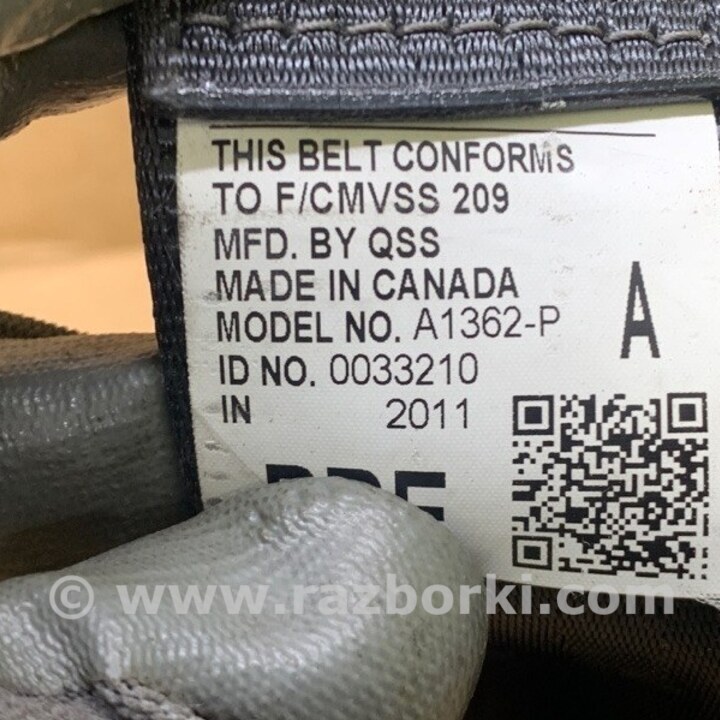 THIS BELT CONFORMS
TO F/CMVSS 209
MFD. BY QSS
MADE IN CANADA
MODEL NO. A1362-P
A
ID NO. 0033210
IN 2011
© www.razborki.com